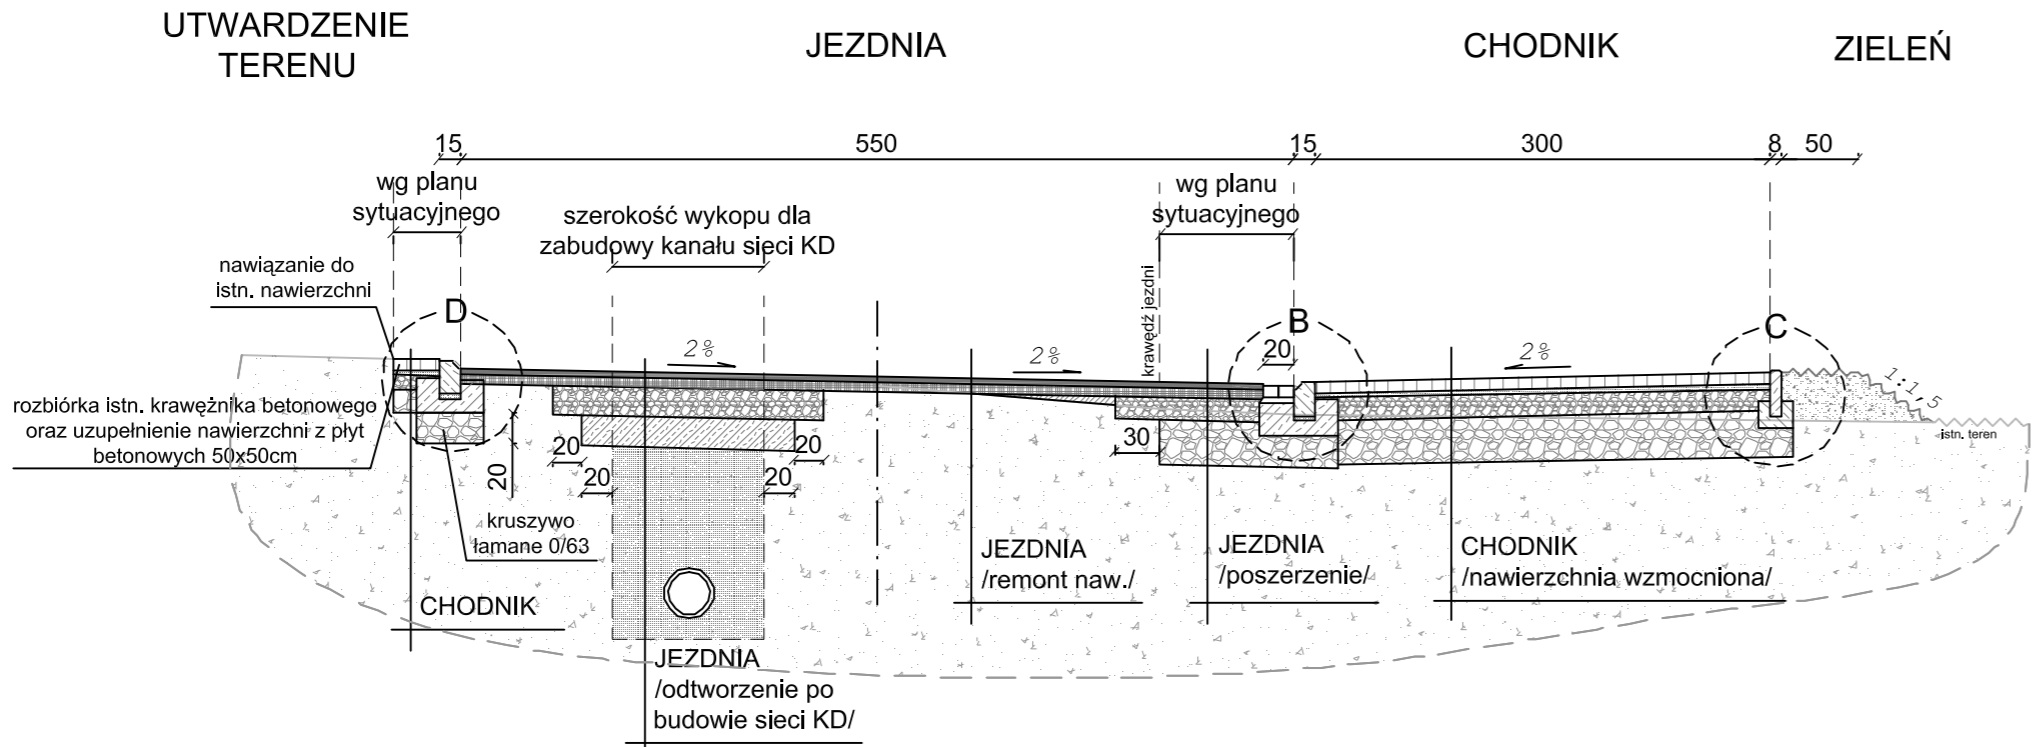 UTWARDZENIE
TERENU
JEZDNIA
CHODNIK
ZIELEŃ
15
550
15
300
8
50
wg planu
sytuacyjnego
szerokość wykopu dla
zabudowy kanału sieci KD
wg planu
sytuacyjnego
nawiązanie do
istn. nawierzchni
krawędź jezdni
D
B
C
2%
2%
20
2%
1:1,5
istn. teren
rozbiórka istn. krawężnika betonowego
oraz uzupełnienie nawierzchni z płyt
betonowych 50x50cm
20
20
20
20
20
30
kruszywo
łamane 0/63
CHODNIK
JEZDNIA
/remont naw./
JEZDNIA
/poszerzenie/
CHODNIK
/nawierzchnia wzmocniona/
JEZDNIA
/odtworzenie po
budowie sieci KD/